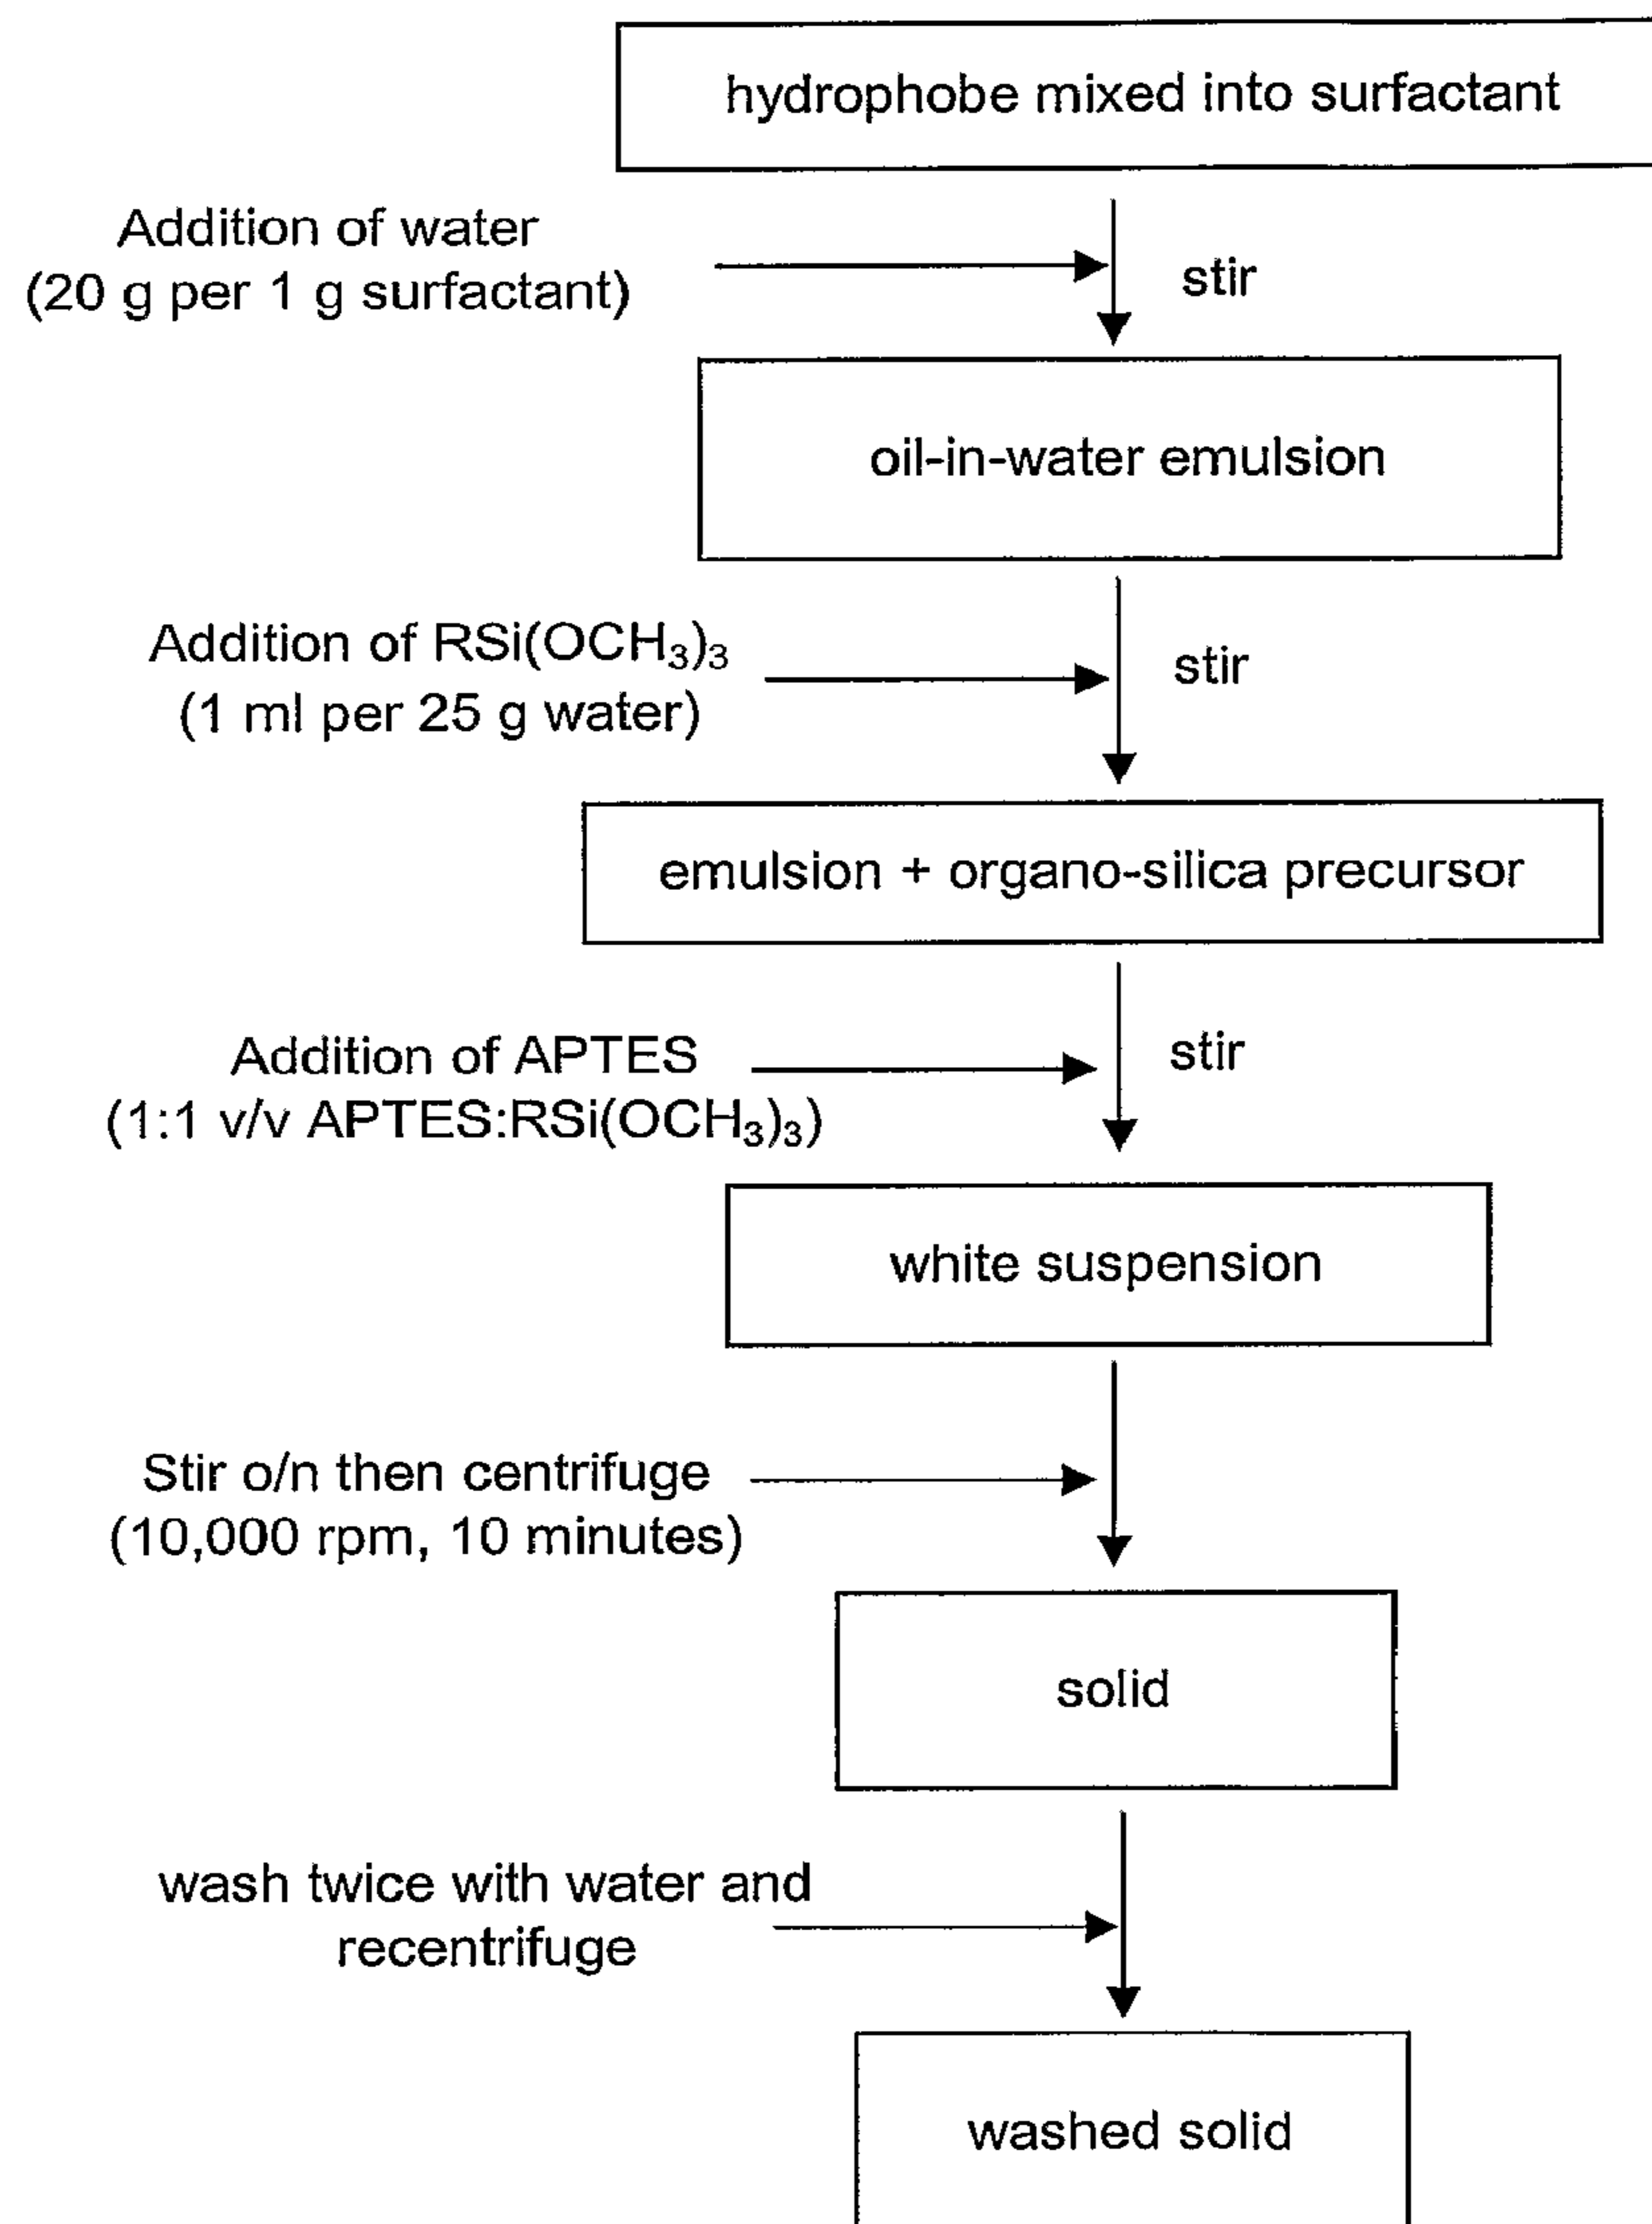 hydrophobe mixed into surfactant
Addition of water
(20 g per 1 g surfactant)
stir
oil-in-water emulsion
Addition of RSi(OCH₃)₃
(1 ml per 25 g water)
stir
emulsion + organo-silica precursor
Addition of APTES
(1:1 v/v APTES:RSi(OCH₃)₃)
stir
white suspension
Stir o/n then centrifuge
(10,000 rpm, 10 minutes)
solid
wash twice with water and
recentrifuge
washed solid